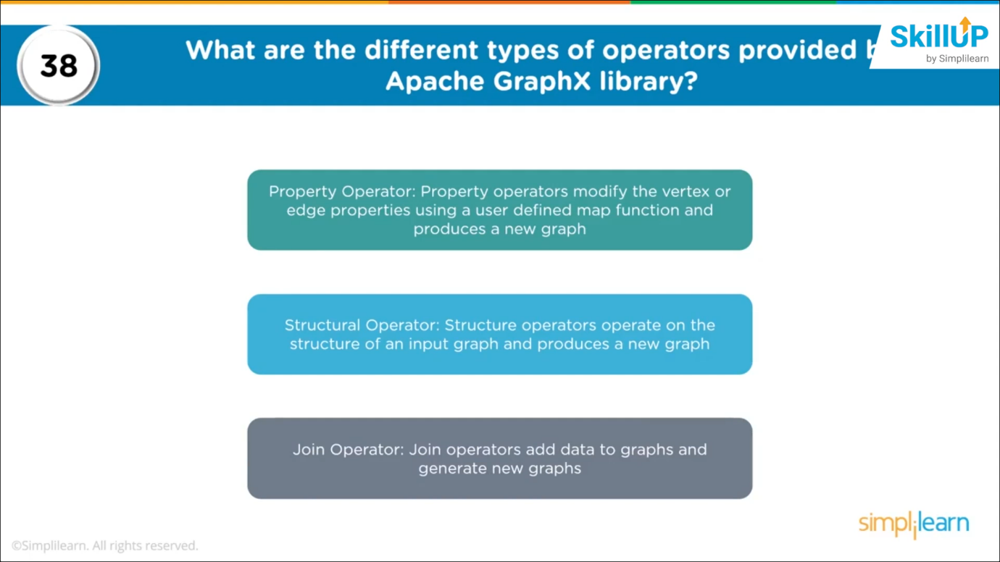 38
What are the different types of operators provided
Apache GraphX library?
SkillUP
by Simplilearn
Property Operator: Property operators modify the vertex or
edge properties using a user defined map function and
produces a new graph
Structural Operator: Structure operators operate on the
structure of an input graph and produces a new graph
Join Operator: Join operators add data to graphs and
generate new graphs
simplilearn
©Simplilearn. All rights reserved.